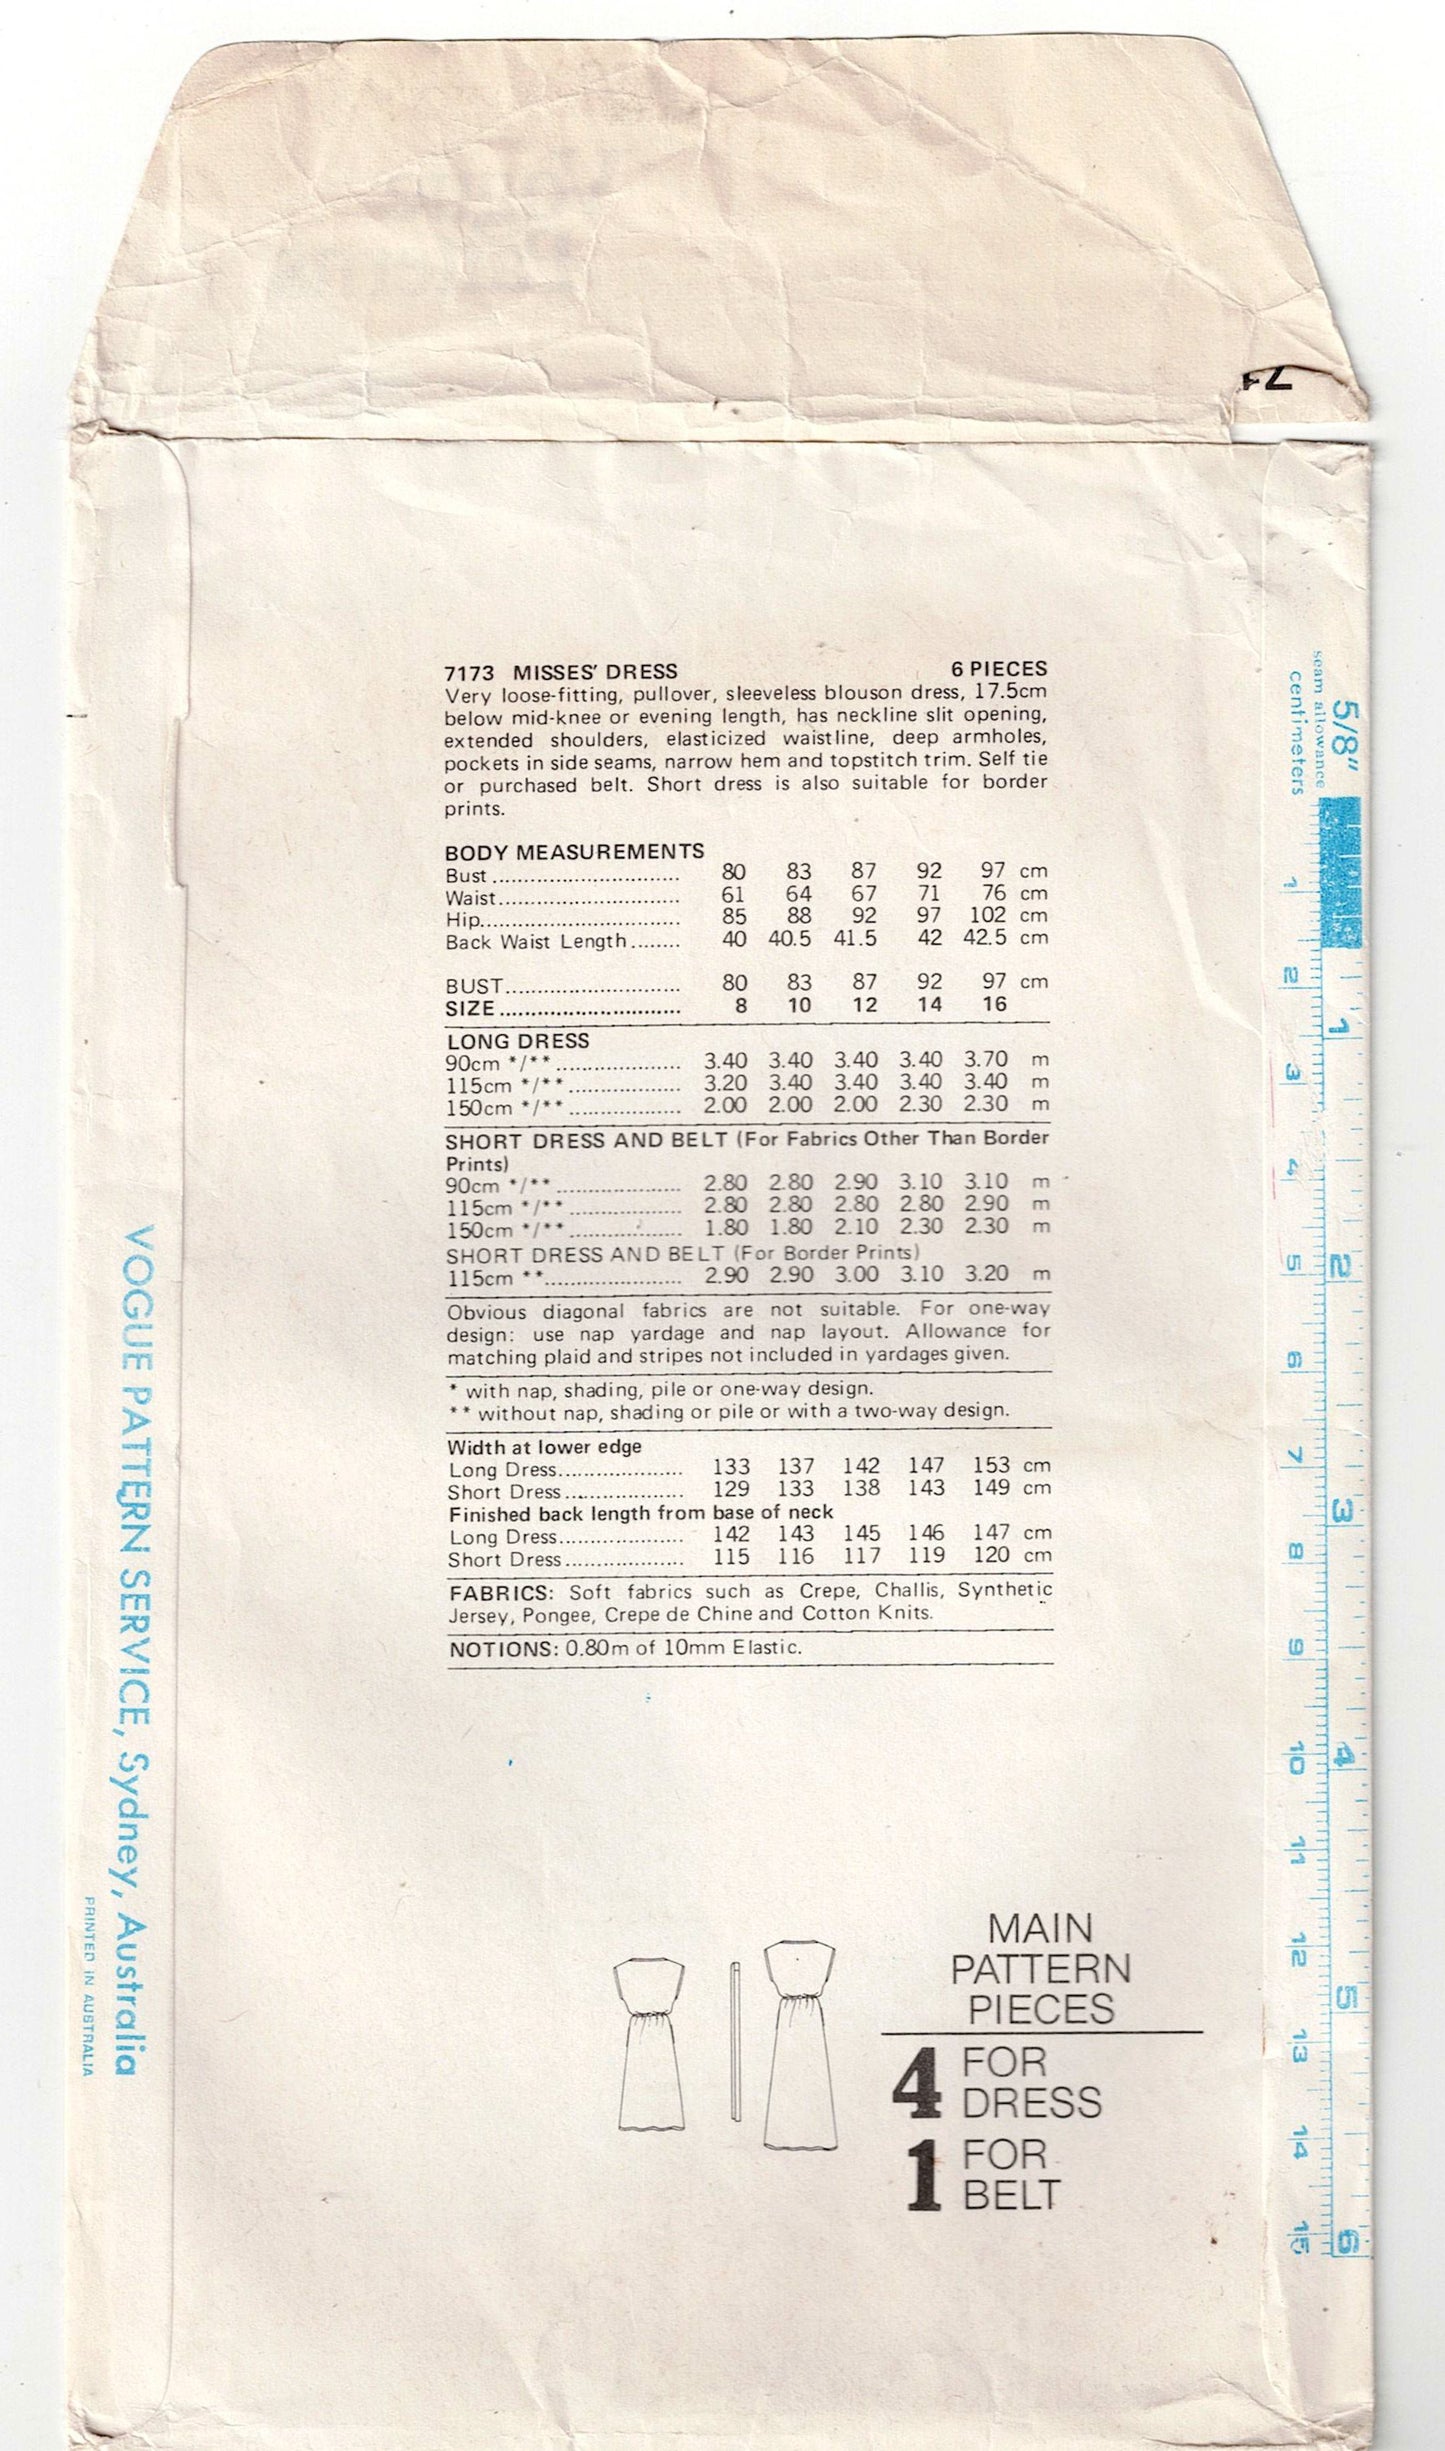 7173 MISSES' DRESS 6 PIECES
Very loose-fitting, pullover, sleeveless blouson dress, 17.5cm
below mid-knee or evening length, has neckline slit opening,
extended shoulders, elasticized waistline, deep armholes,
pockets in side seams, narrow hem and topstitch trim. Self tie
or purchased belt. Short dress is also suitable for border
prints.
BODY MEASUREMENTS
Bust.............................. 80 83 87 92 97 cm
Waist............................. 61 64 67 71 76 cm
Hip................................ 85 88 92 97 102 cm
Back Waist Length........ 40 40.5 41.5 42 42.5 cm
BUST............................ 80 83 87 92 97 cm
SIZE............................. 8 10 12 14 16
LONG DRESS
90cm */**.................... 3.40 3.40 3.40 3.40 3.70 m
115cm */**.................. 3.20 3.40 3.40 3.40 3.40 m
150cm */**.................. 2.00 2.00 2.00 2.30 2.30 m
SHORT DRESS AND BELT (For Fabrics Other Than Border
Prints)
90cm */**.................... 2.80 2.80 2.90 3.10 3.10 m
115cm */**.................. 2.80 2.80 2.80 2.80 2.90 m
150cm */**.................. 1.80 1.80 2.10 2.30 2.30 m
SHORT DRESS AND BELT (For Border Prints)
115cm **...................... 2.90 2.90 3.00 3.10 3.20 m
Obvious diagonal fabrics are not suitable. For one-way
design: use nap yardage and nap layout. Allowance for
matching plaid and stripes not included in yardages given.
* with nap, shading, pile or one-way design.
** without nap, shading or pile or with a two-way design.
Width at lower edge
Long Dress.................... 133 137 142 147 153 cm
Short Dress................... 129 133 138 143 149 cm
Finished back length from base of neck
Long Dress.................... 142 143 145 146 147 cm
Short Dress................... 115 116 117 119 120 cm
FABRICS: Soft fabrics such as Crepe, Challis, Synthetic
Jersey, Pongee, Crepe de Chine and Cotton Knits.
NOTIONS: 0.80m of 10mm Elastic.
MAIN
PATTERN
PIECES
4 FOR
DRESS
1 FOR
BELT
VOGUE PATTERN SERVICE, Sydney, Australia
PRINTED IN AUSTRALIA
5/8"
seam allowance
centimeters
1 2 3 4 5 6 7 8 9 10 11 12 13 14 15
1 2 3 4 5 6